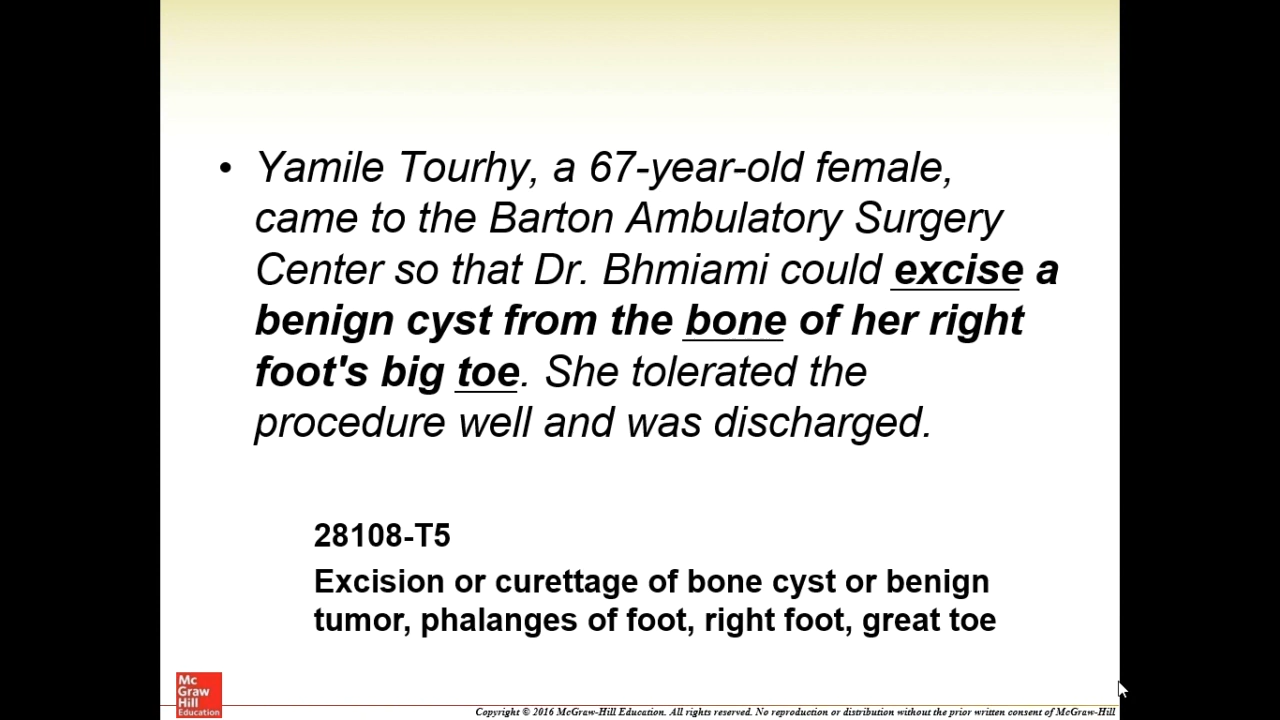 • Yamile Tourhy, a 67-year-old female,
came to the Barton Ambulatory Surgery
Center so that Dr. Bhmiami could excise a
benign cyst from the bone of her right
foot's big toe. She tolerated the
procedure well and was discharged.
28108-T5
Excision or curettage of bone cyst or benign
tumor, phalanges of foot, right foot, great toe
Mc
Graw
Hill
Education
Copyright © 2016 McGraw-Hill Education. All rights reserved. No reproduction or distribution without the prior written consent of McGraw-Hill